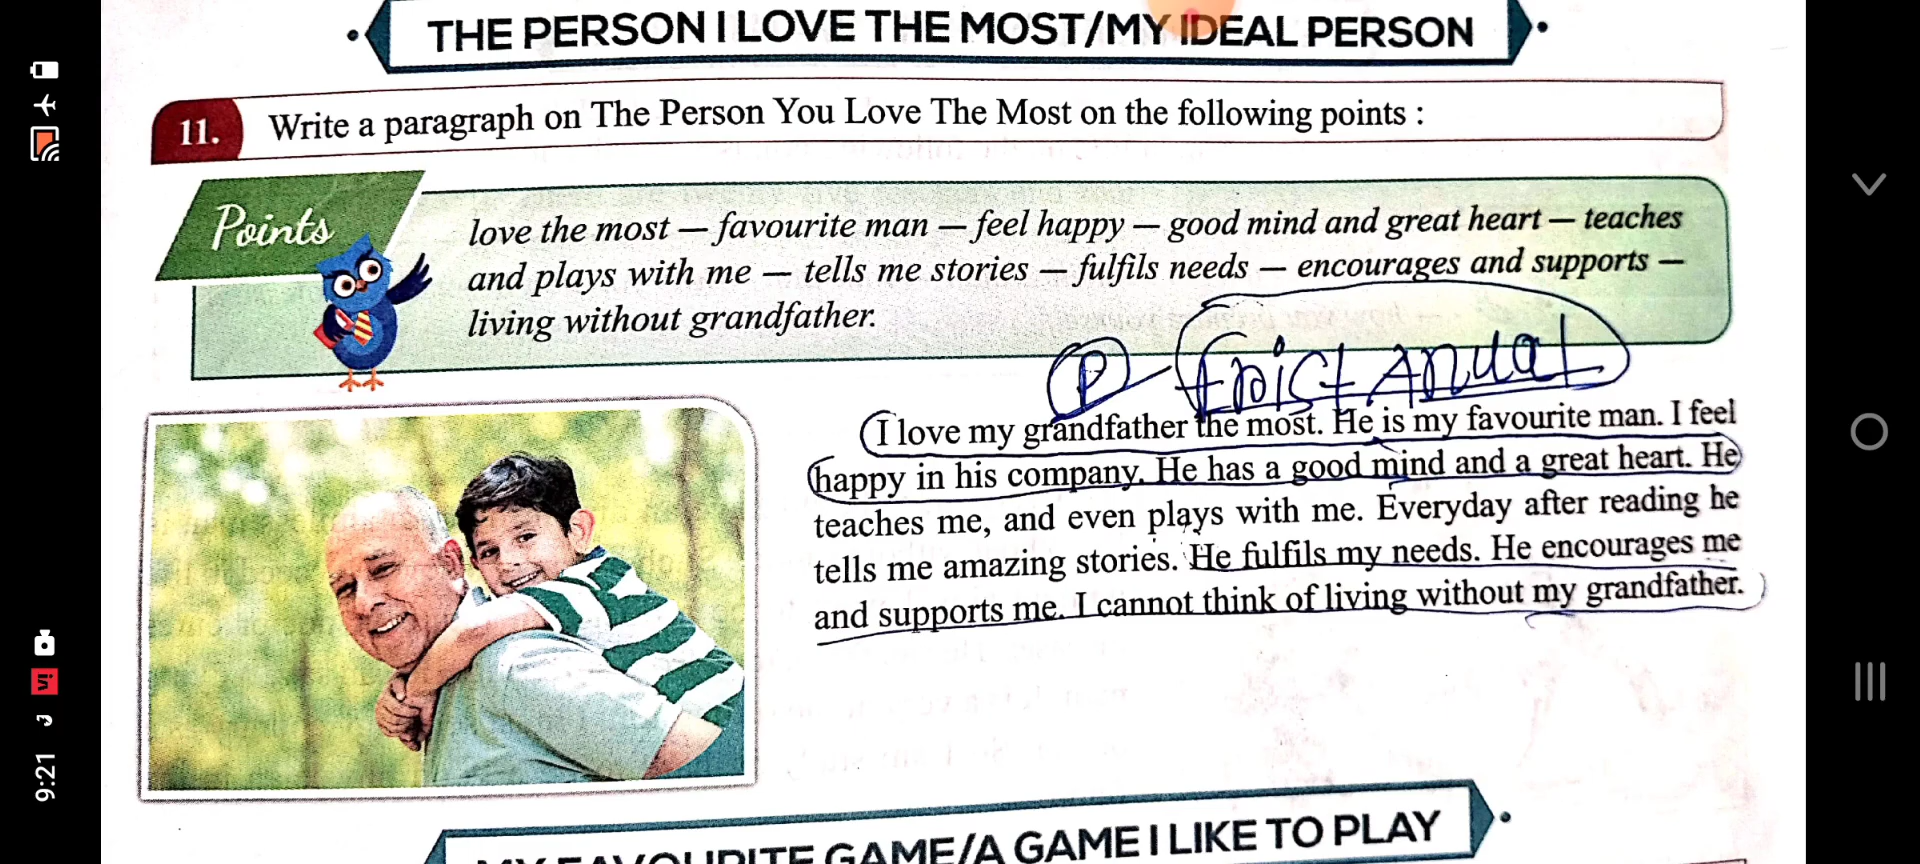 THE PERSON I LOVE THE MOST/MY IDEAL PERSON
11. Write a paragraph on The Person You Love The Most on the following points :
Points
love the most — favourite man — feel happy — good mind and great heart — teaches
and plays with me — tells me stories — fulfils needs — encourages and supports —
living without grandfather.
P
I love my grandfather the most. He is my favourite man. I feel
happy in his company. He has a good mind and a great heart. He
teaches me, and even plays with me. Everyday after reading he
tells me amazing stories. He fulfils my needs. He encourages me
and supports me. I cannot think of living without my grandfather.
MY FAVOURITE GAME/A GAME I LIKE TO PLAY
9:21